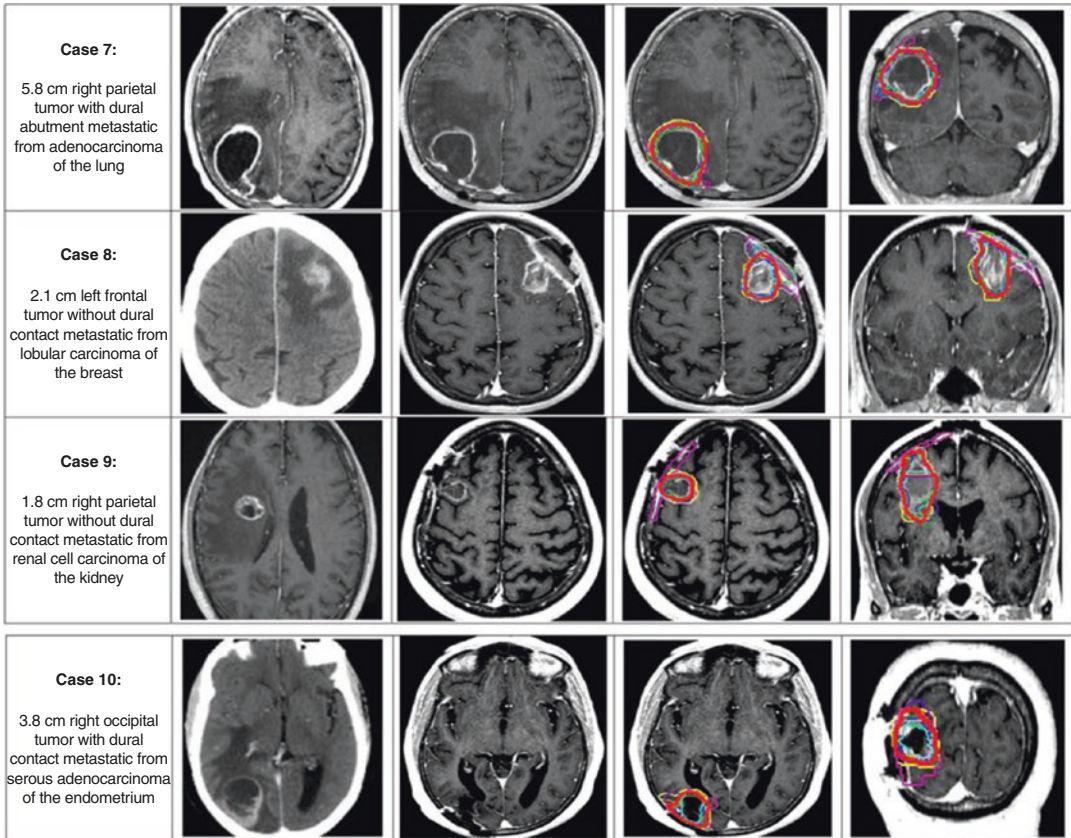 Case 7:
5.8 cm right parietal
tumor with dural
abutment metastatic
from adenocarcinoma
of the lung
Case 8:
2.1 cm left frontal
tumor without dural
contact metastatic from
lobular carcinoma of
the breast
Case 9:
1.8 cm right parietal
tumor without dural
contact metastatic from
renal cell carcinoma of
the kidney
Case 10:
3.8 cm right occipital
tumor with dural
contact metastatic from
serous adenocarcinoma
of the endometrium